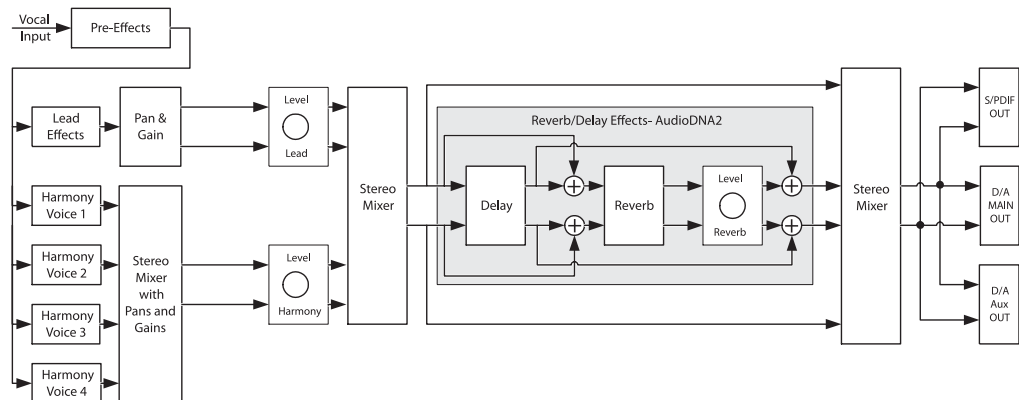 Vocal
Input
Pre-Effects
Lead
Effects
Pan &
Gain
Level
Lead
Harmony
Voice 1
Harmony
Voice 2
Harmony
Voice 3
Harmony
Voice 4
Stereo
Mixer
with
Pans and
Gains
Level
Harmony
Stereo
Mixer
Reverb/Delay Effects- AudioDNA2
Delay
Reverb
Level
Reverb
Stereo
Mixer
S/PDIF
OUT
D/A
MAIN
OUT
D/A
Aux
OUT